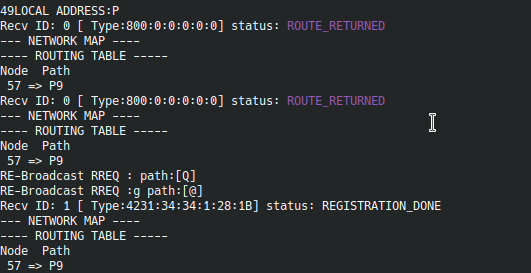 49LOCAL ADDRESS:P
Recv ID: 0 [ Type:800:0:0:0:0:0] status: ROUTE_RETURNED
--- NETWORK MAP ----
---- ROUTING TABLE -----
Node  Path
 57 => P9
Recv ID: 0 [ Type:800:0:0:0:0:0] status: ROUTE_RETURNED
--- NETWORK MAP ----
---- ROUTING TABLE -----
Node  Path
 57 => P9
RE-Broadcast RREQ : path:[Q]
RE-Broadcast RREQ :g path:[@]
Recv ID: 1 [ Type:4231:34:34:1:28:1B] status: REGISTRATION_DONE
--- NETWORK MAP ----
---- ROUTING TABLE -----
Node  Path
 57 => P9